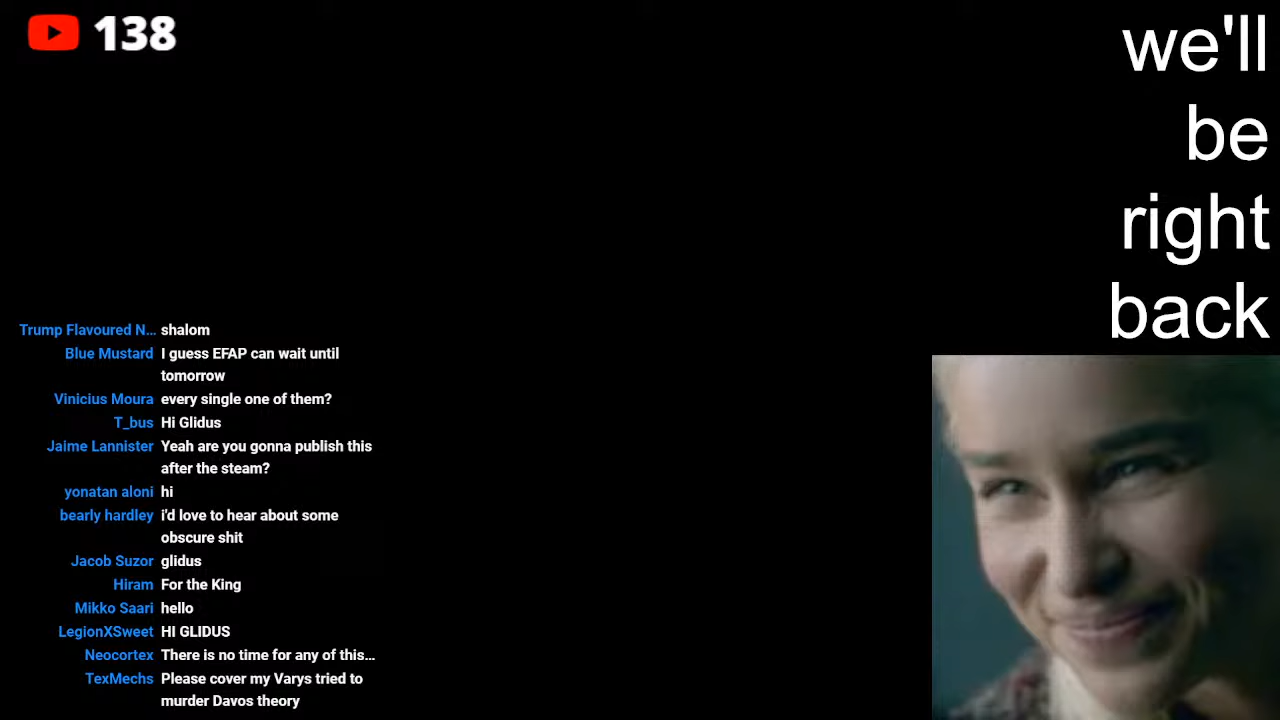 138
we'll
be
right
back
Trump Flavoured N... shalom
Blue Mustard I guess EFAP can wait until
tomorrow
Vinicius Moura every single one of them?
T_bus Hi Glidus
Jaime Lannister Yeah are you gonna publish this
after the steam?
yonatan aloni hi
bearly hardley i'd love to hear about some
obscure shit
Jacob Suzor glidus
Hiram For the King
Mikko Saari hello
LegionXSweet HI GLIDUS
Neocortex There is no time for any of this...
TexMechs Please cover my Varys tried to
murder Davos theory